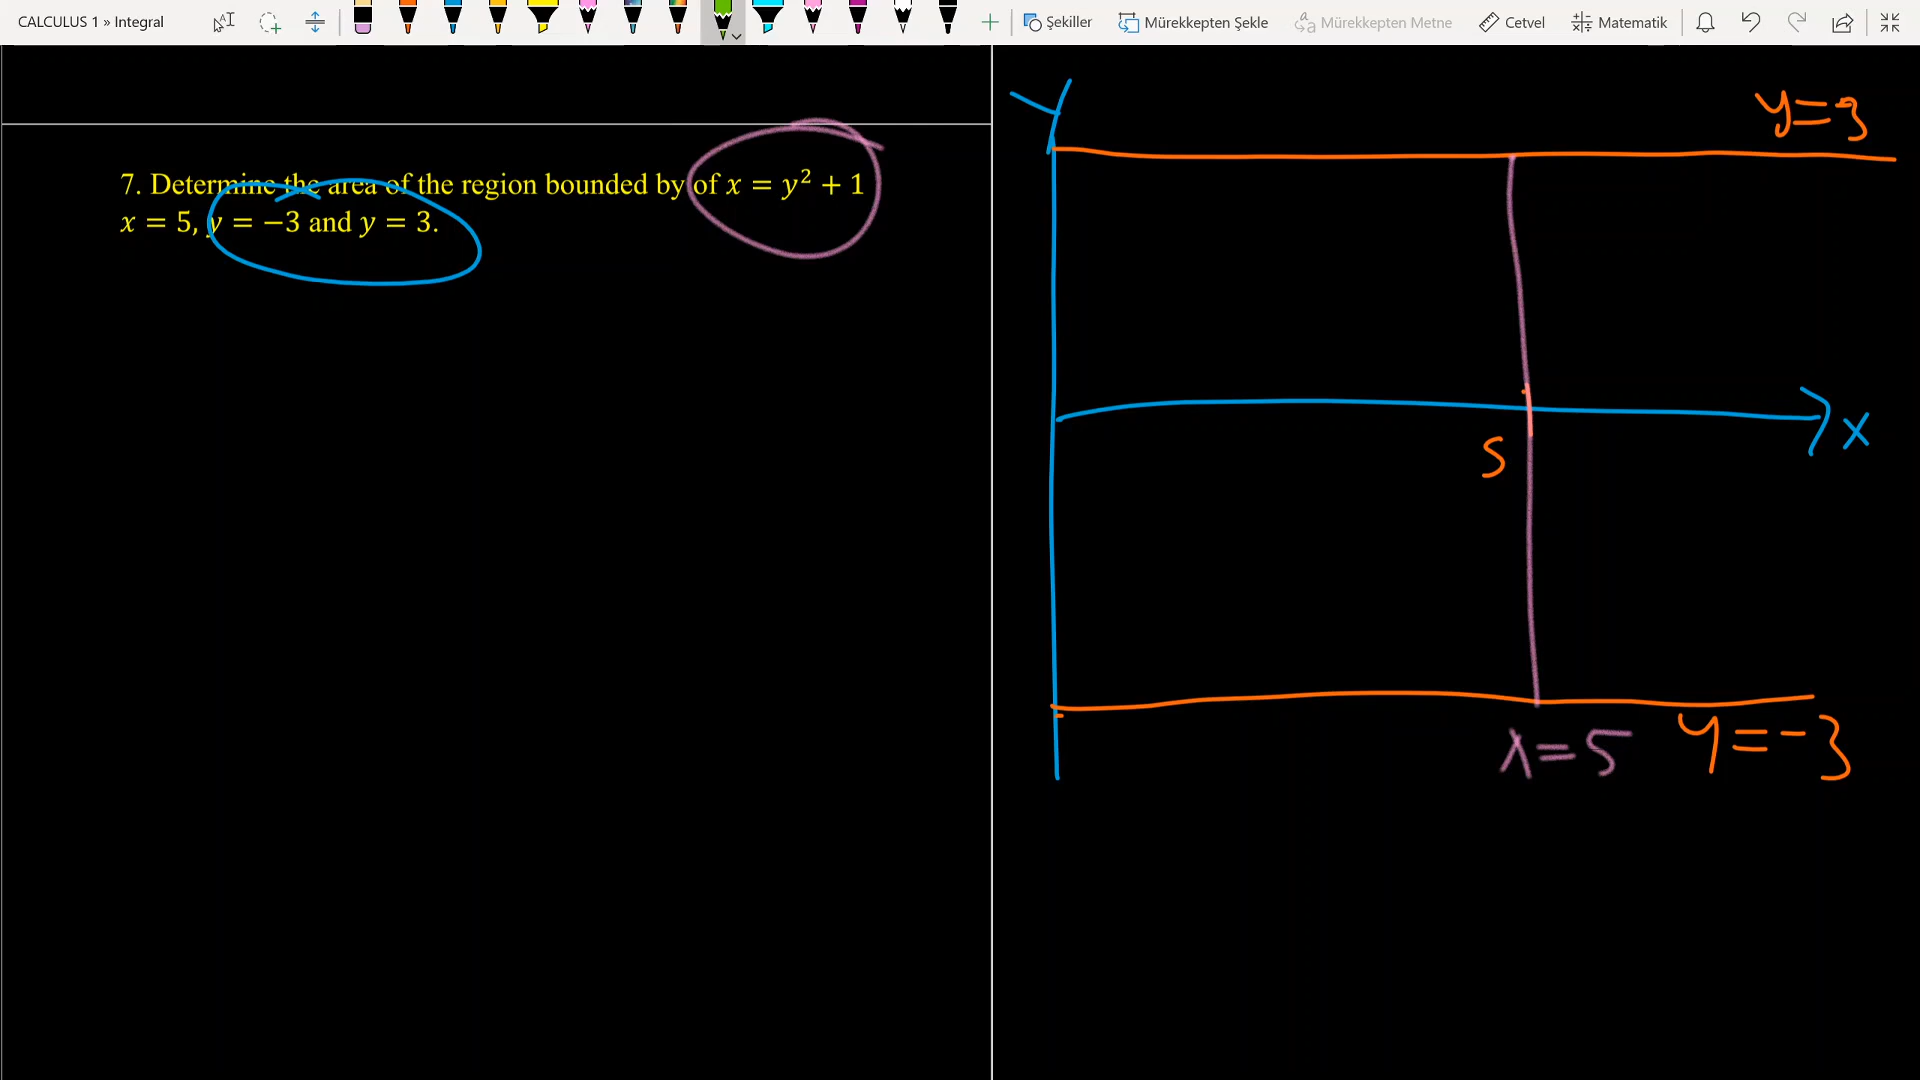 CALCULUS 1 » Integral
Şekiller
Mürekkepten Şekle
Mürekkepten Metne
Cetvel
Matematik
7. Determine the area of the region bounded by of x = y² + 1
x = 5, y = −3 and y = 3.
Y
y=3
X
5
x=5
y=-3